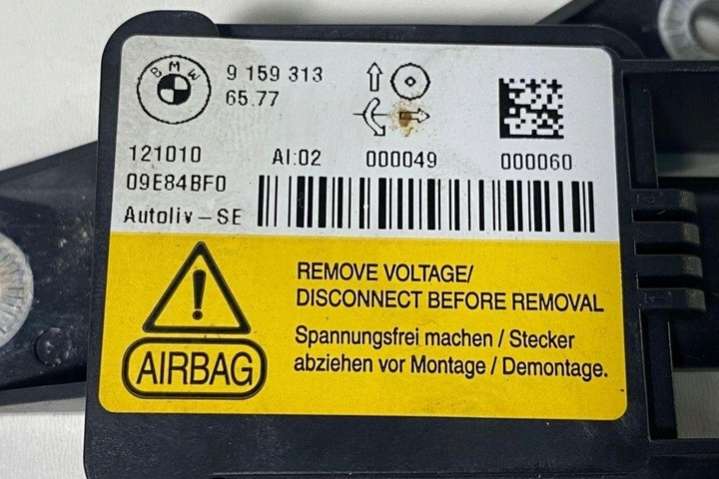 BMW
9 159 313
65.77
121010 AI:02 000049 000060
09E84BF0
Autoliv-SE
REMOVE VOLTAGE/
DISCONNECT BEFORE REMOVAL
Spannungsfrei machen / Stecker
abziehen vor Montage / Demontage.
AIRBAG